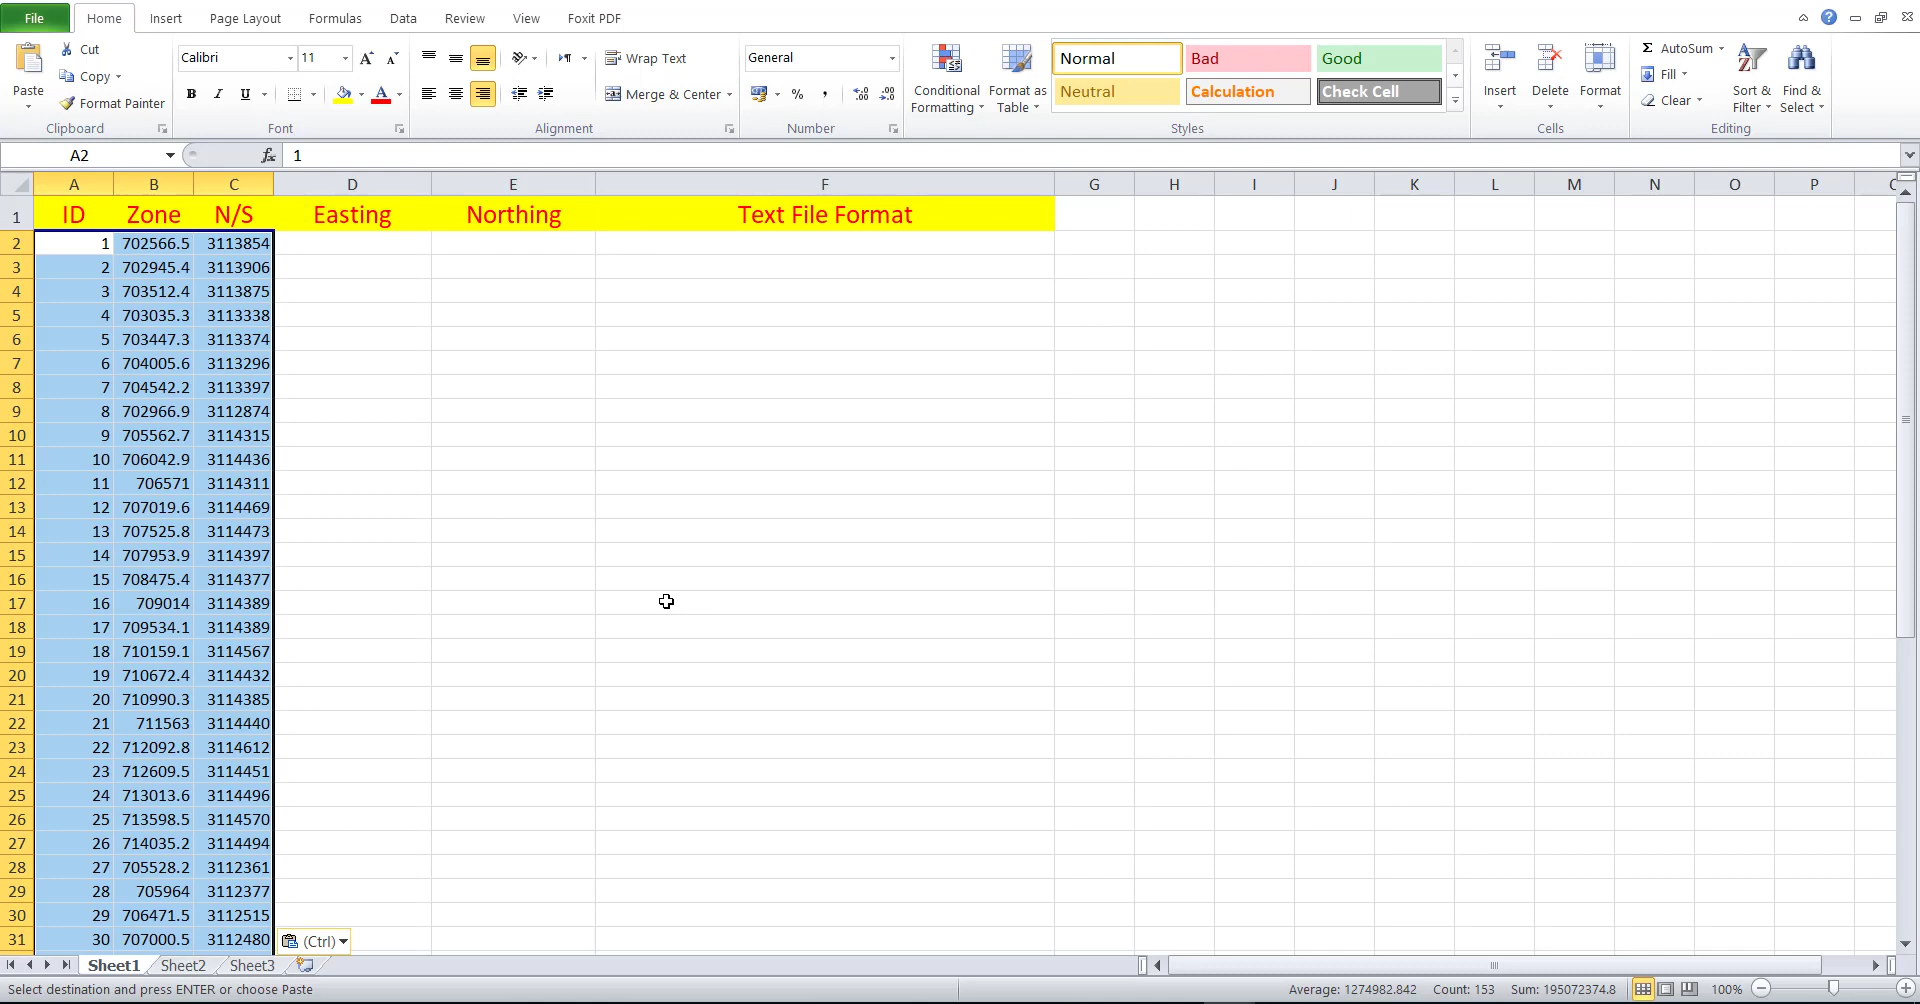 File Home Insert Page Layout Formulas Data Review View Foxit PDF
Paste Cut Copy Format Painter Clipboard
Calibri 11 B I U Font
Wrap Text Merge & Center Alignment
General % , Number
Conditional Formatting Format as Table
Normal Bad Good
Neutral Calculation Check Cell
Styles
Insert Delete Format Cells
AutoSum Fill Clear Sort & Filter Find & Select Editing
A2 fx 1
A B C D E F G H I J K L M N O P
1 ID Zone N/S Easting Northing Text File Format
2 1 702566.5 3113854
3 2 702945.4 3113906
4 3 703512.4 3113875
5 4 703035.3 3113338
6 5 703447.3 3113374
7 6 704005.6 3113296
8 7 704542.2 3113397
9 8 702966.9 3112874
10 9 705562.7 3114315
11 10 706042.9 3114436
12 11 706571 3114311
13 12 707019.6 3114469
14 13 707525.8 3114473
15 14 707953.9 3114397
16 15 708475.4 3114377
17 16 709014 3114389
18 17 709534.1 3114389
19 18 710159.1 3114567
20 19 710672.4 3114432
21 20 710990.3 3114385
22 21 711563 3114440
23 22 712092.8 3114612
24 23 712609.5 3114451
25 24 713013.6 3114496
26 25 713598.5 3114570
27 26 714035.2 3114494
28 27 705528.2 3112361
29 28 705964 3112377
30 29 706471.5 3112515
31 30 707000.5 3112480 (Ctrl)
Sheet1 Sheet2 Sheet3
Select destination and press ENTER or choose Paste Average: 1274982.842 Count: 153 Sum: 195072374.8 100%